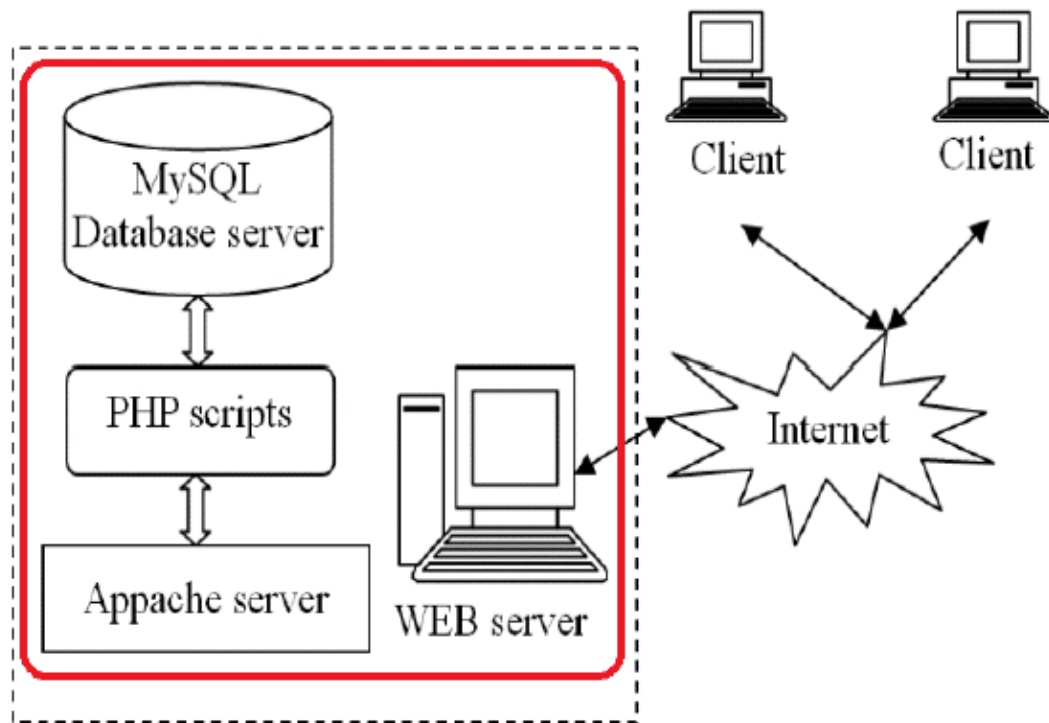 MySQL
Database server
PHP scripts
Appache server
WEB server
Client
Client
Internet